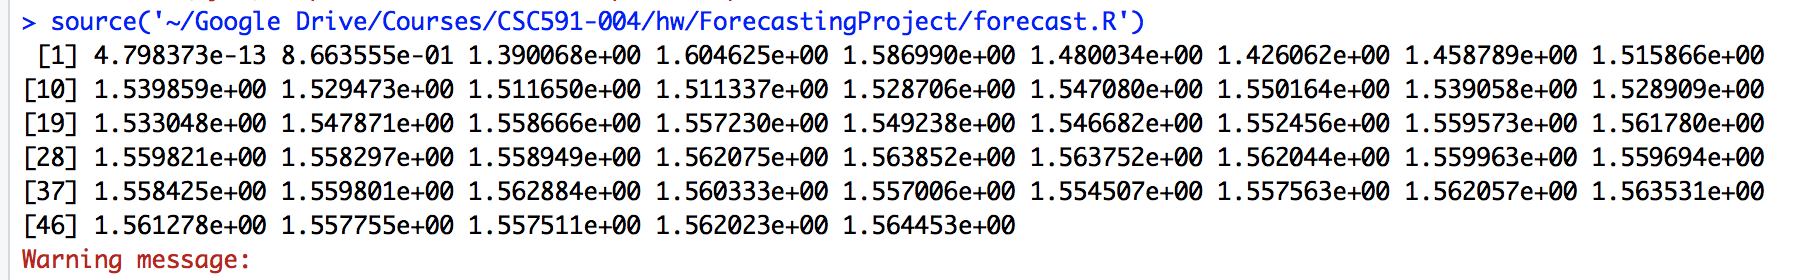 > source('~/Google Drive/Courses/CSC591-004/hw/ForecastingProject/forecast.R')
[1] 4.798373e-13 8.663555e-01 1.390068e+00 1.604625e+00 1.586990e+00 1.480034e+00 1.426062e+00 1.458789e+00 1.515866e+00
[10] 1.539859e+00 1.529473e+00 1.511650e+00 1.511337e+00 1.528706e+00 1.547080e+00 1.550164e+00 1.539058e+00 1.528909e+00
[19] 1.533048e+00 1.547871e+00 1.558666e+00 1.557230e+00 1.549238e+00 1.546682e+00 1.552456e+00 1.559573e+00 1.561780e+00
[28] 1.559821e+00 1.558297e+00 1.558949e+00 1.562075e+00 1.563852e+00 1.563752e+00 1.562044e+00 1.559963e+00 1.559694e+00
[37] 1.558425e+00 1.559801e+00 1.562884e+00 1.560333e+00 1.557006e+00 1.554507e+00 1.557563e+00 1.562057e+00 1.563531e+00
[46] 1.561278e+00 1.557755e+00 1.557511e+00 1.562023e+00 1.564453e+00
Warning message: